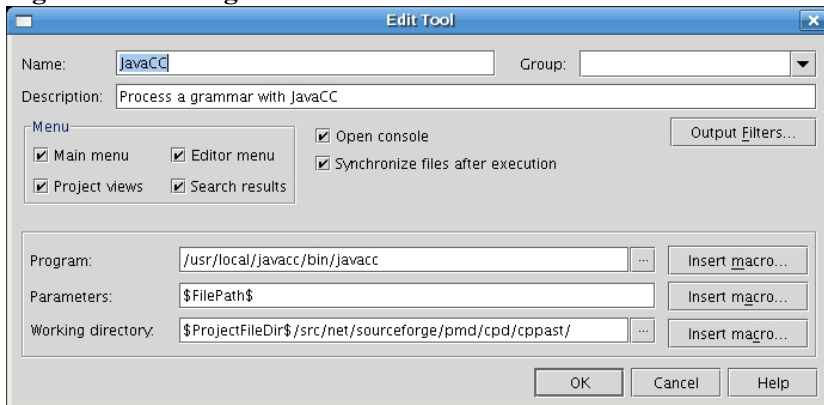 Edit Tool
Name: JavaCC Group:
Description: Process a grammar with JavaCC
Menu
Main menu Editor menu
Project views Search results
Open console
Synchronize files after execution
Output Filters...
Program: /usr/local/javacc/bin/javacc ... Insert macro...
Parameters: $FilePath$ Insert macro...
Working directory: $ProjectFileDir$/src/net/sourceforge/pmd/cpd/cppast/ ... Insert macro...
OK Cancel Help